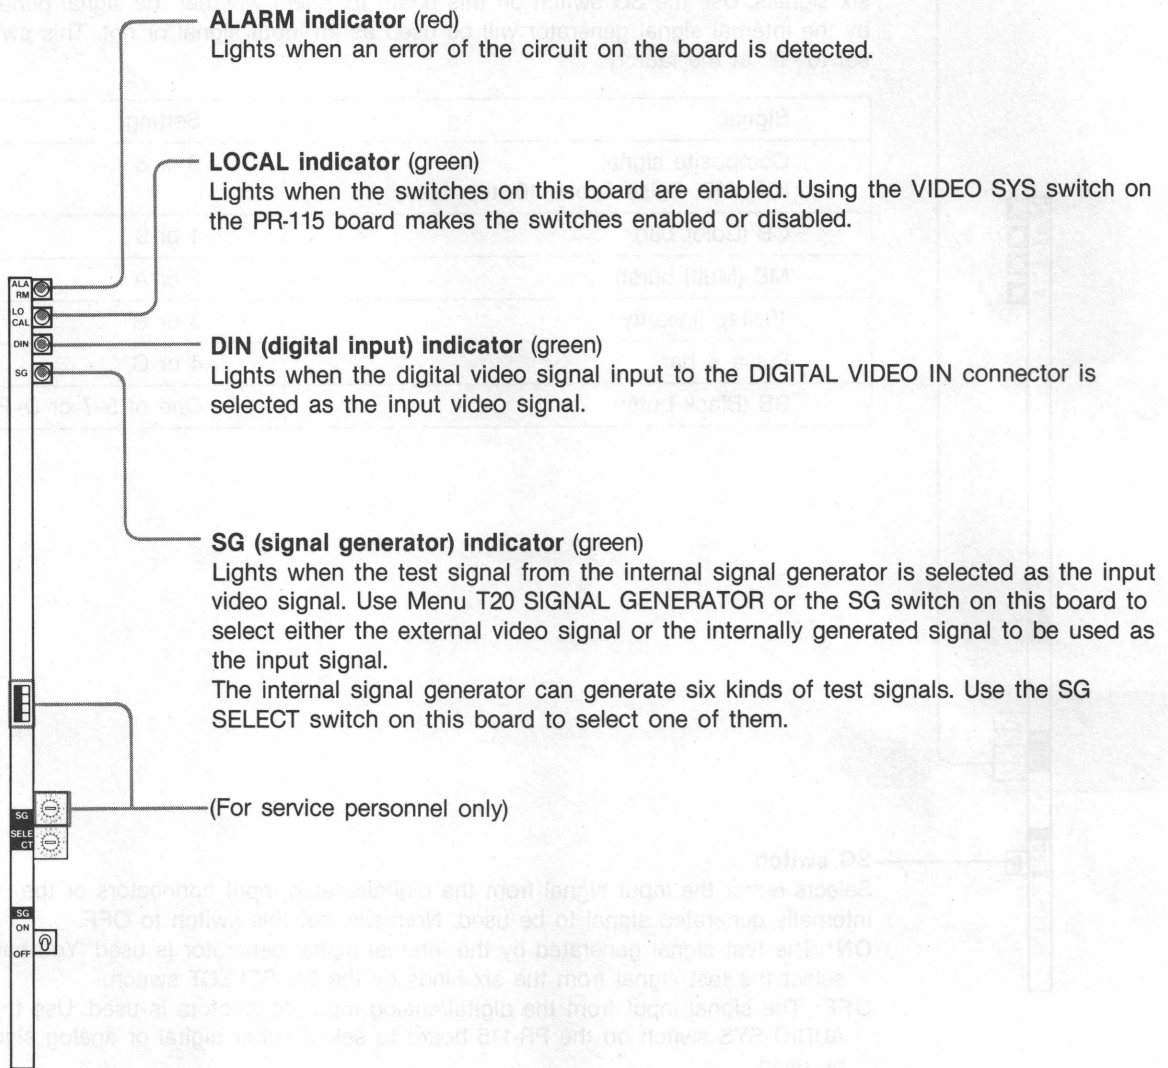 ALARM indicator (red)
Lights when an error of the circuit on the board is detected.
LOCAL indicator (green)
Lights when the switches on this board are enabled. Using the VIDEO SYS switch on
the PR-115 board makes the switches enabled or disabled.
ALA
RM
LO
CAL
DIN
SG
DIN (digital input) indicator (green)
Lights when the digital video signal input to the DIGITAL VIDEO IN connector is
selected as the input video signal.
SG (signal generator) indicator (green)
Lights when the test signal from the internal signal generator is selected as the input
video signal. Use Menu T20 SIGNAL GENERATOR or the SG switch on this board to
select either the external video signal or the internally generated signal to be used as
the input signal.
The internal signal generator can generate six kinds of test signals. Use the SG
SELECT switch on this board to select one of them.
(For service personnel only)
SG
SELE
CT
SG
ON
OFF